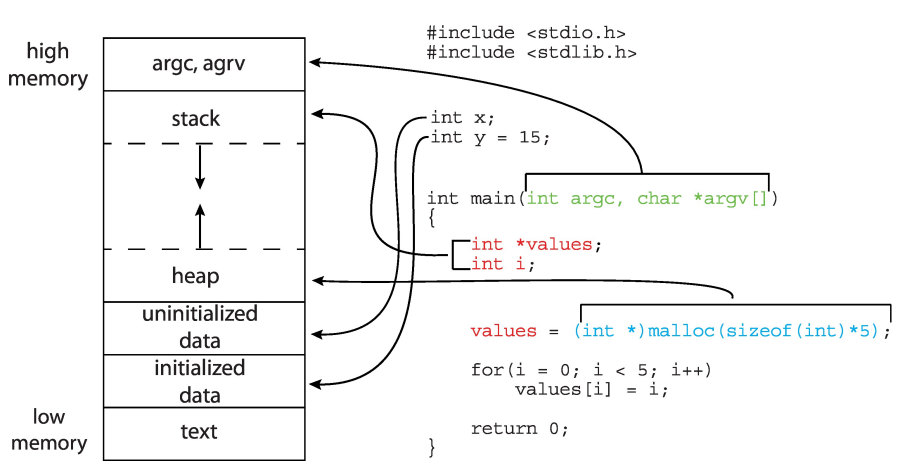 high
memory
argc, agrv
stack
heap
uninitialized
data
initialized
data
low
memory
text
#include <stdio.h>
#include <stdlib.h>
int x;
int y = 15;
int main(int argc, char *argv[])
{
int *values;
int i;
values = (int *)malloc(sizeof(int)*5);
for(i = 0; i < 5; i++)
values[i] = i;
return 0;
}